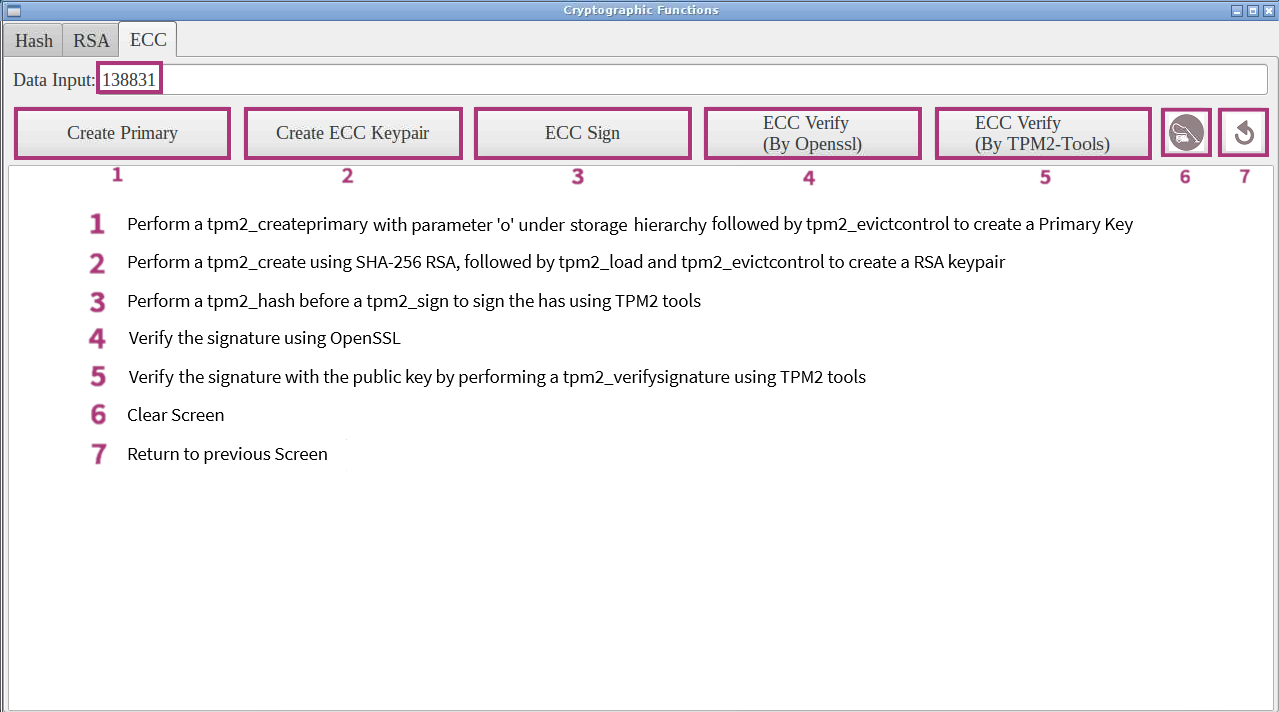 Cryptographic Functions
Hash RSA ECC
Data Input: 138831
Create Primary Create ECC Keypair ECC Sign ECC Verify (By Openssl) ECC Verify (By TPM2-Tools)
1 2 3 4 5 6 7
1 Perform a tpm2_createprimary with parameter 'o' under storage hierarchy followed by tpm2_evictcontrol to create a Primary Key
2 Perform a tpm2_create using SHA-256 RSA, followed by tpm2_load and tpm2_evictcontrol to create a RSA keypair
3 Perform a tpm2_hash before a tpm2_sign to sign the has using TPM2 tools
4 Verify the signature using OpenSSL
5 Verify the signature with the public key by performing a tpm2_verifysignature using TPM2 tools
6 Clear Screen
7 Return to previous Screen